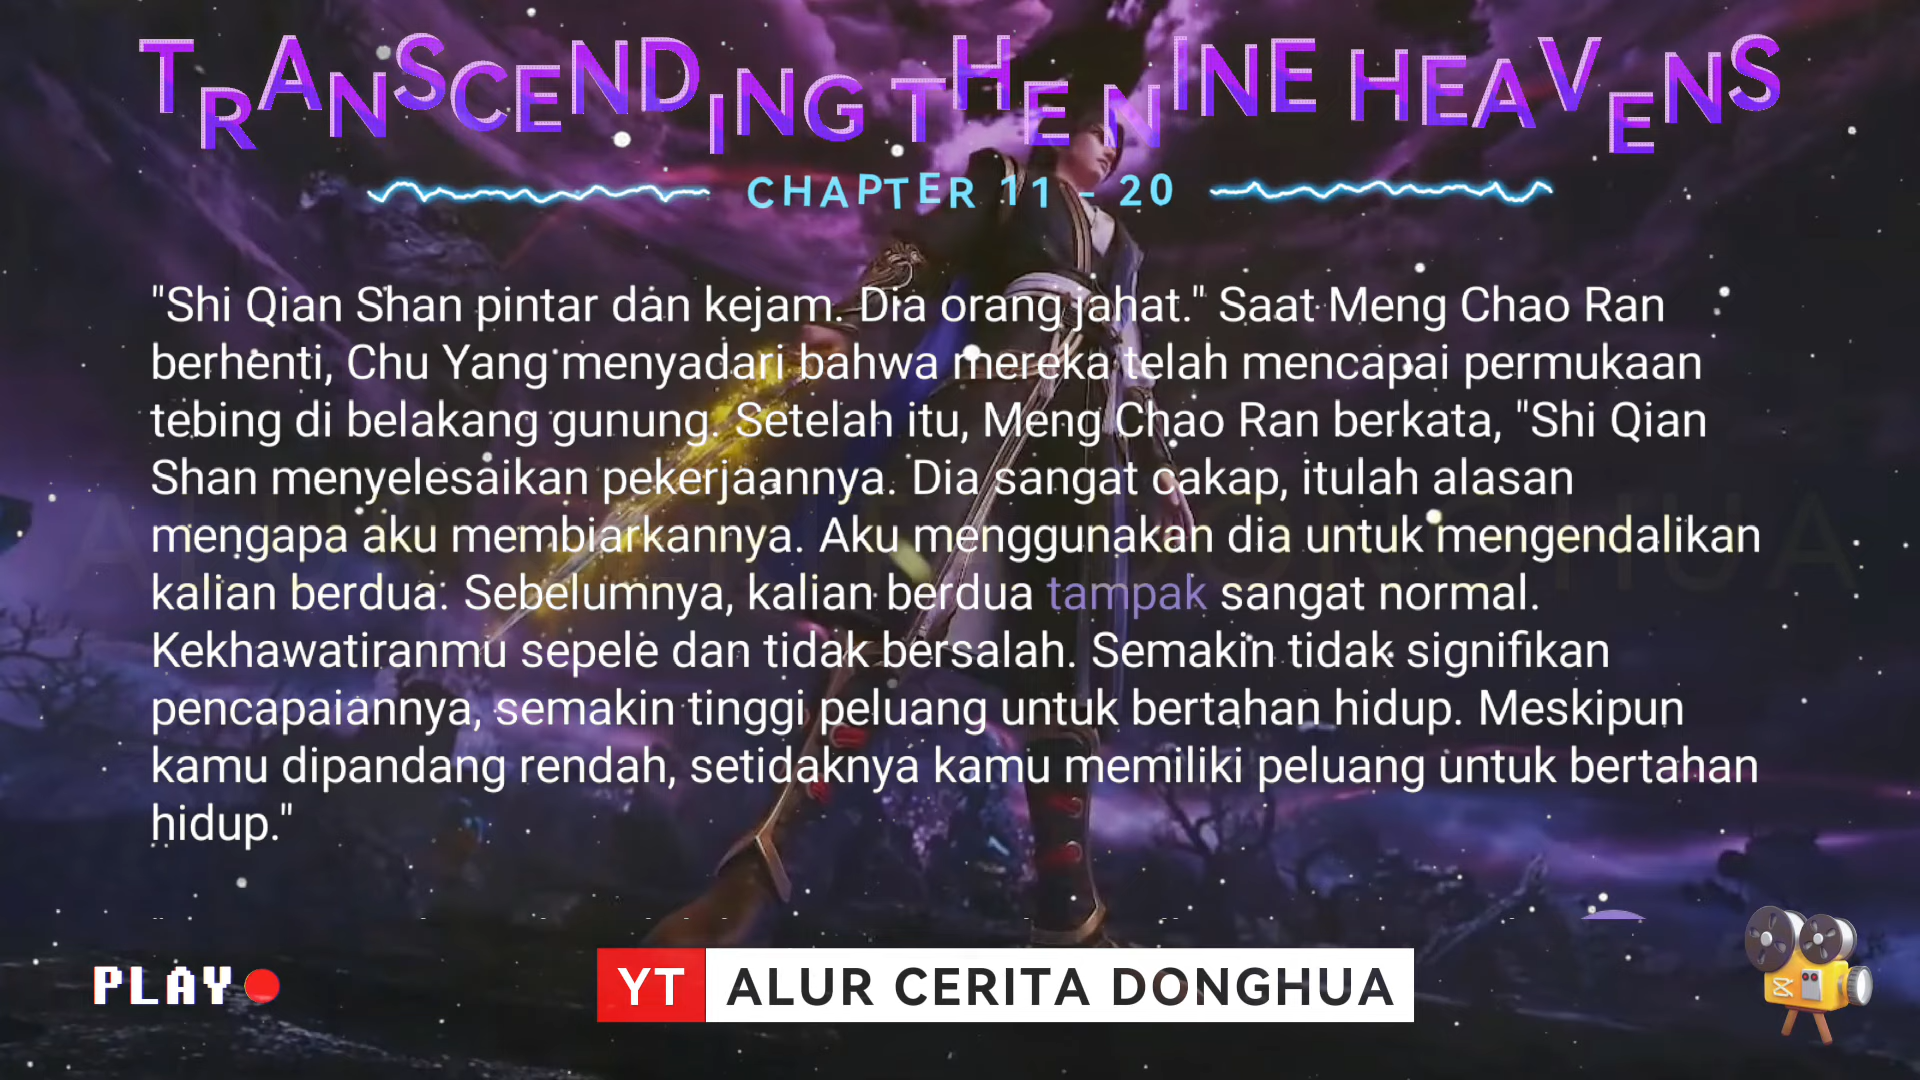 TRANSCENDING THE NINE HEAVENS
CHAPTER 11 - 20
"Shi Qian Shan pintar dan kejam. Dia orang jahat." Saat Meng Chao Ran
berhenti, Chu Yang menyadari bahwa mereka telah mencapai permukaan
tebing di belakang gunung. Setelah itu, Meng Chao Ran berkata, "Shi Qian
Shan menyelesaikan pekerjaannya. Dia sangat cakap, itulah alasan
mengapa aku membiarkannya. Aku menggunakan dia untuk mengendalikan
kalian berdua. Sebelumnya, kalian berdua tampak sangat normal.
Kekhawatiranmu sepele dan tidak bersalah. Semakin tidak signifikan
pencapaiannya, semakin tinggi peluang untuk bertahan hidup. Meskipun
kamu dipandang rendah, setidaknya kamu memiliki peluang untuk bertahan
hidup."
PLAY
YT ALUR CERITA DONGHUA